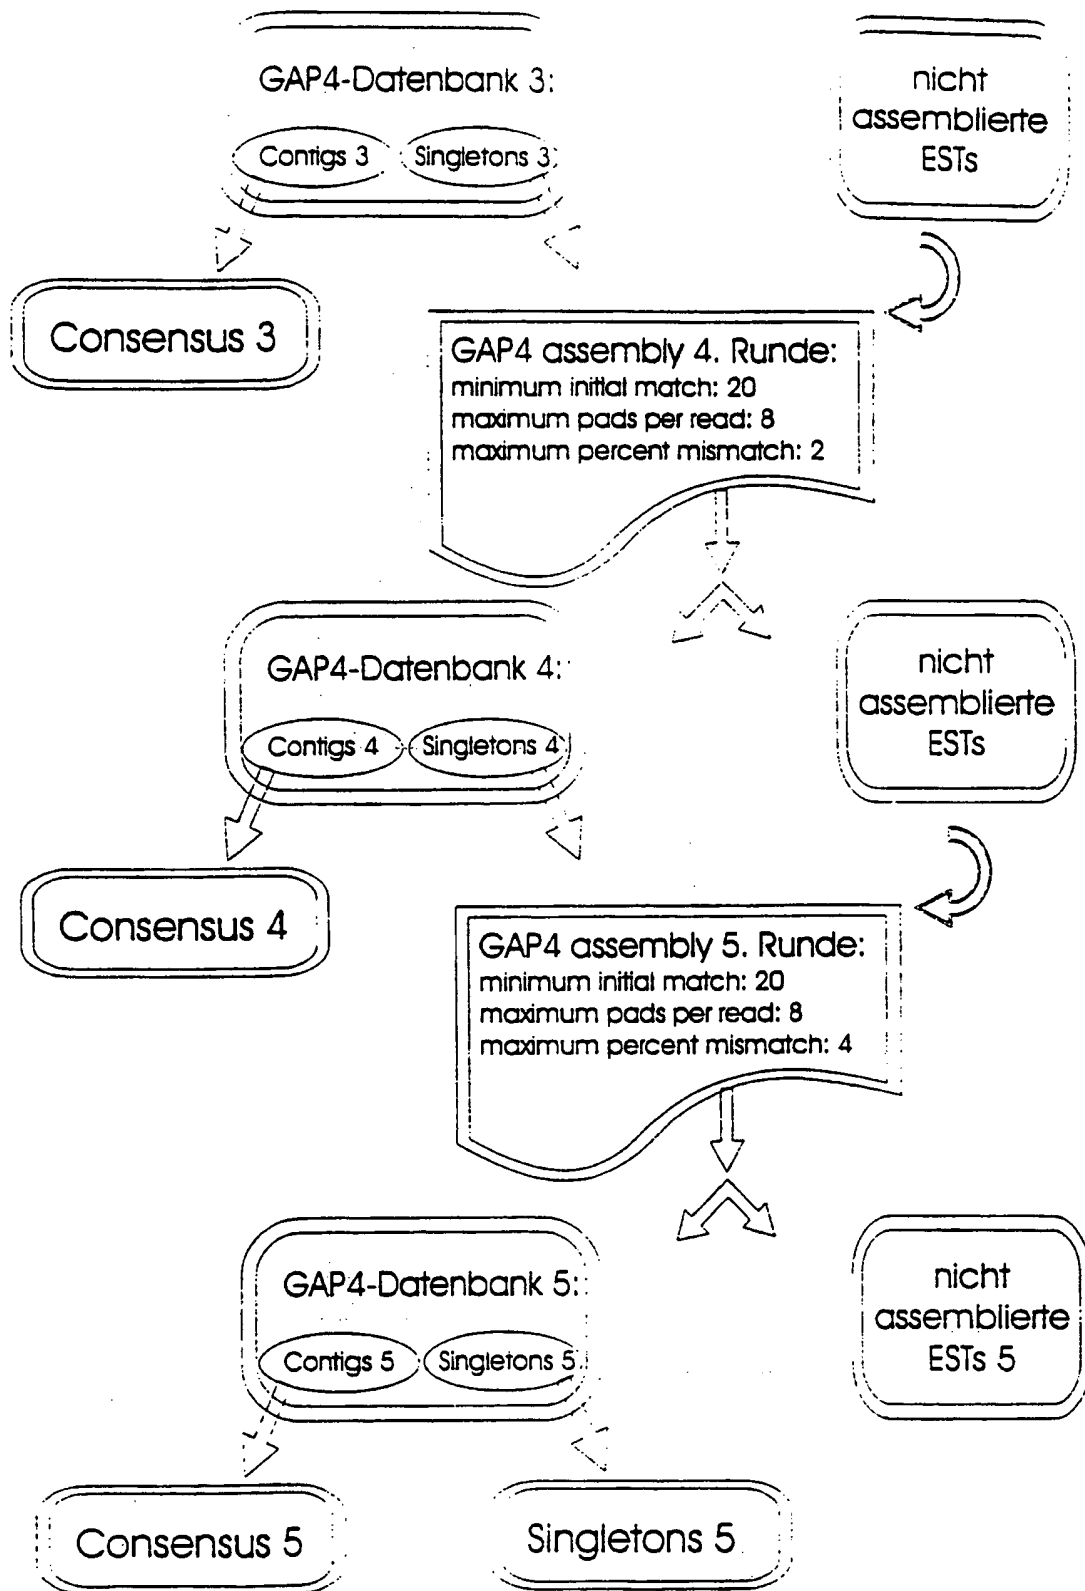 GAP4-Datenbank 3:
Contigs 3
Singletons 3
nicht
assemblierte
ESTs
Consensus 3
GAP4 assembly 4. Runde:
minimum initial match: 20
maximum pads per read: 8
maximum percent mismatch: 2
GAP4-Datenbank 4:
Contigs 4
Singletons 4
nicht
assemblierte
ESTs
Consensus 4
GAP4 assembly 5. Runde:
minimum initial match: 20
maximum pads per read: 8
maximum percent mismatch: 4
GAP4-Datenbank 5:
Contigs 5
Singletons 5
nicht
assemblierte
ESTs 5
Consensus 5
Singletons 5